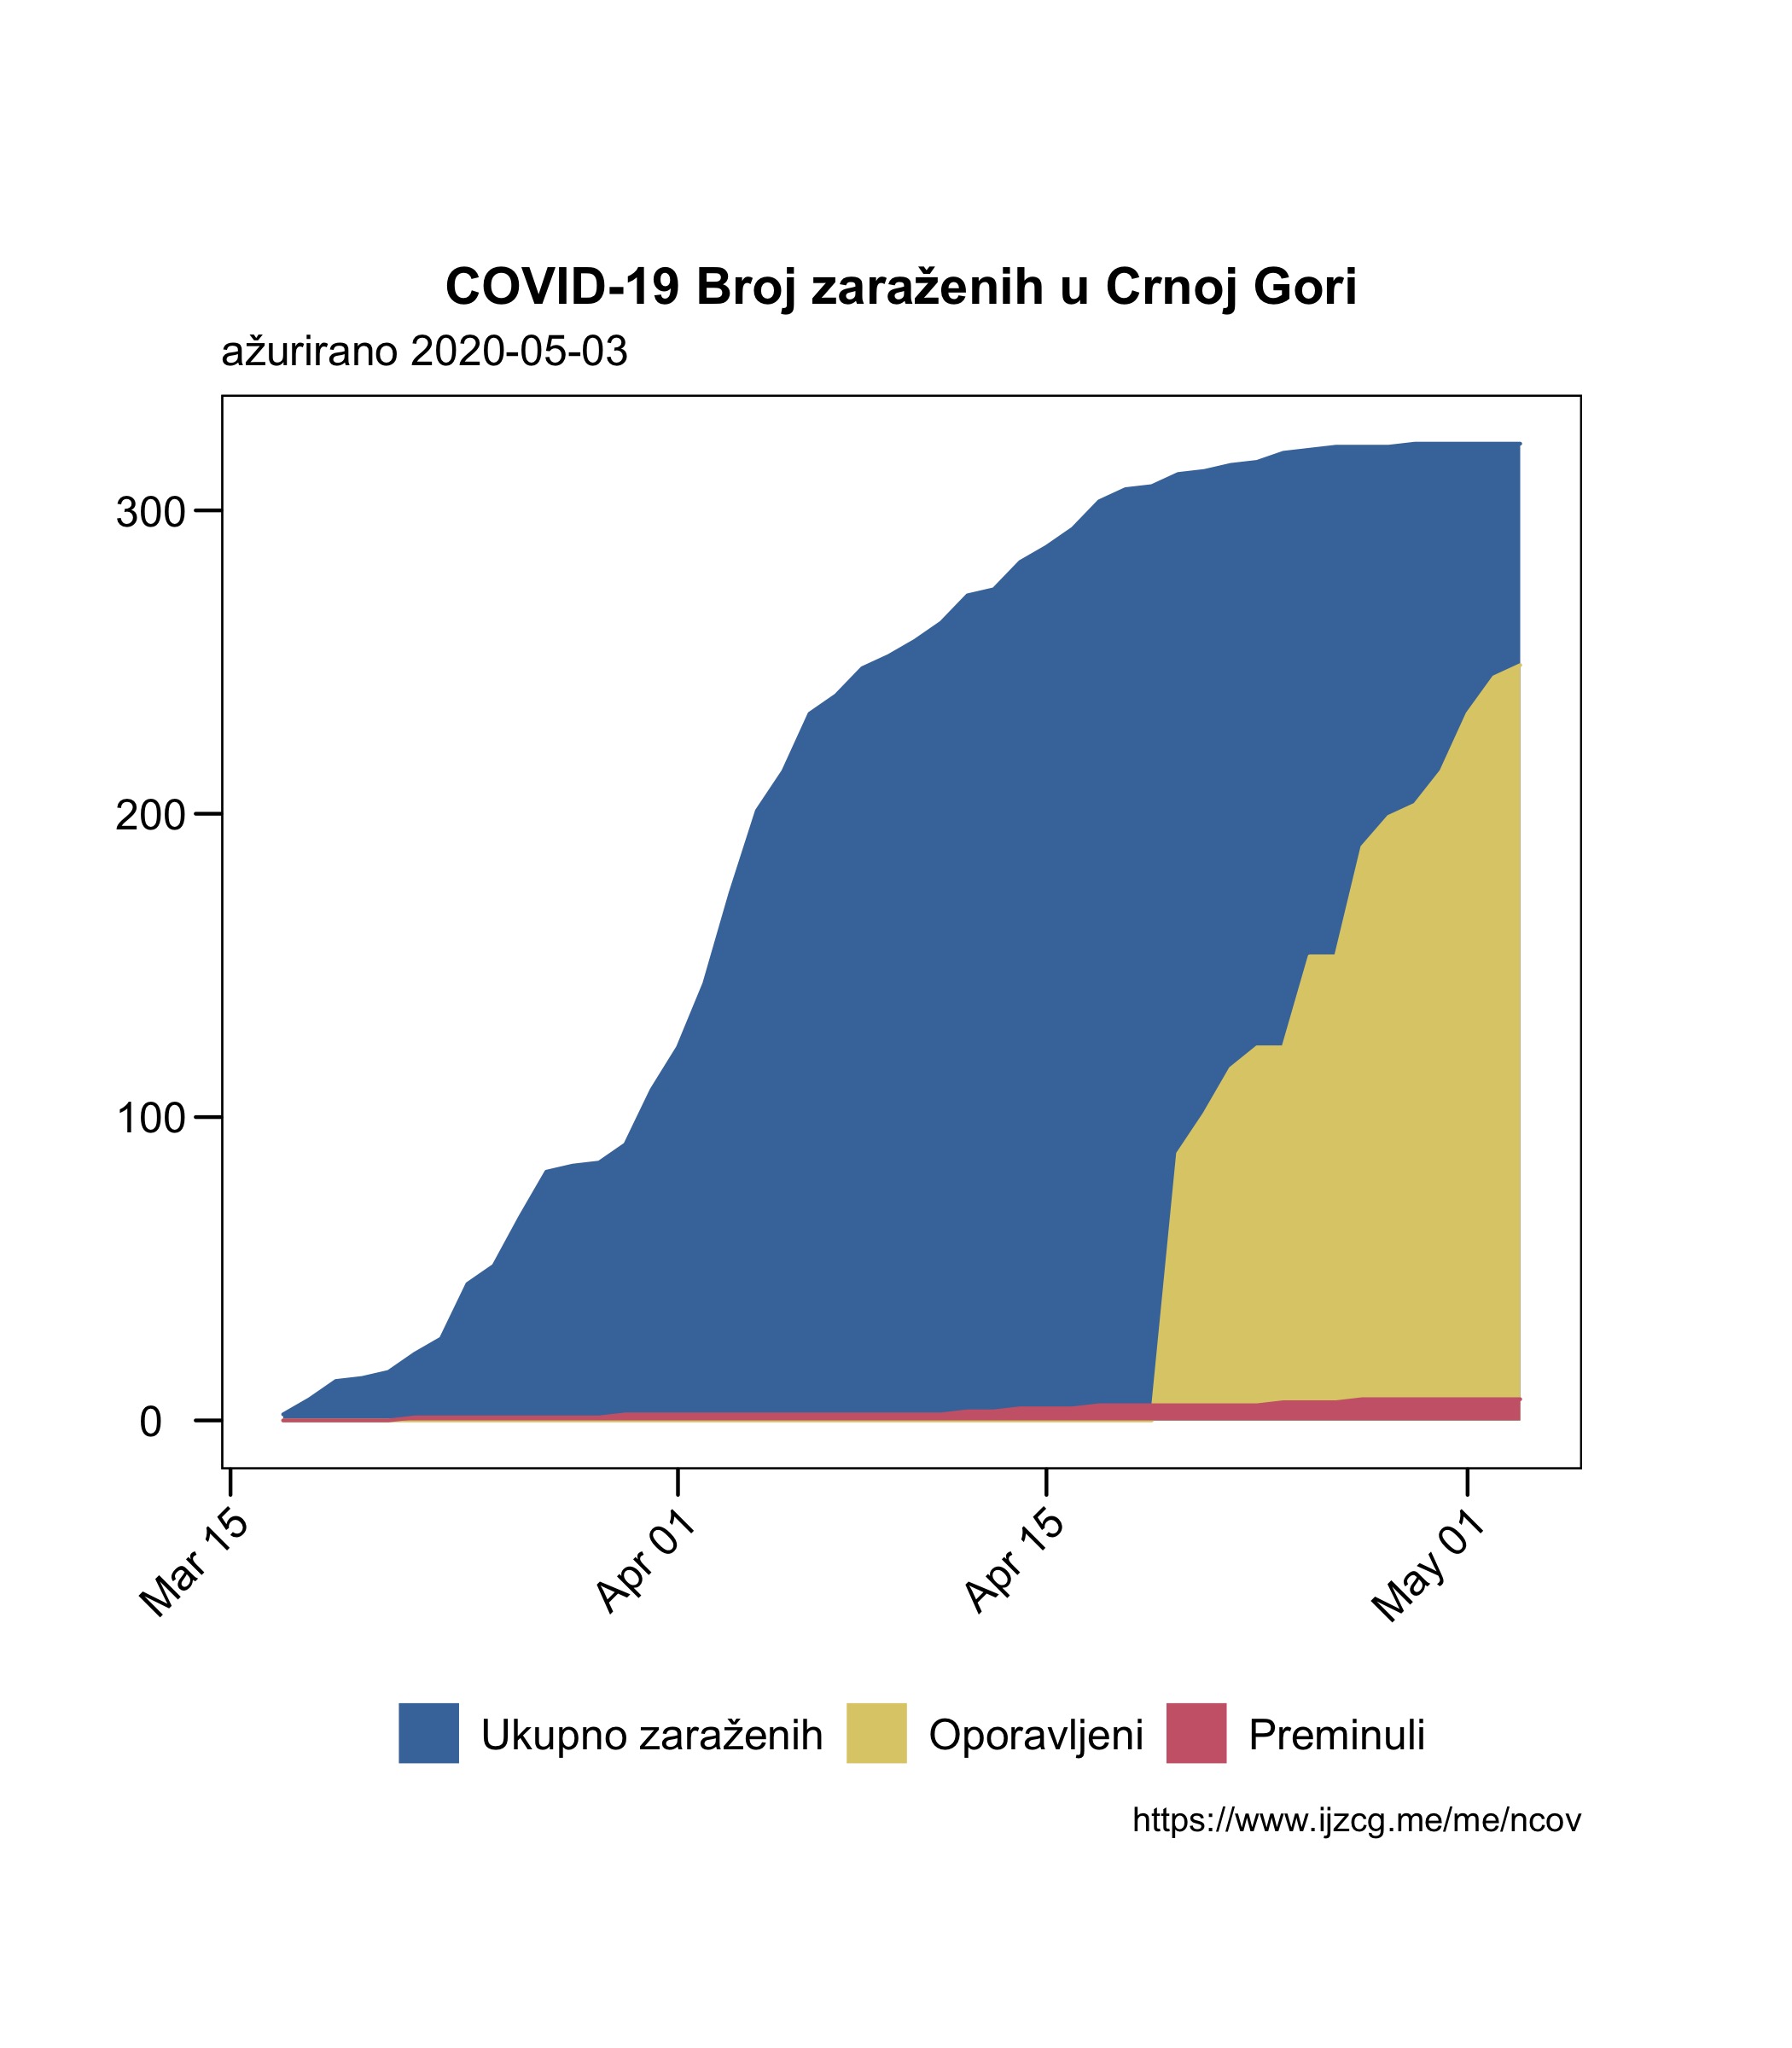 COVID-19 Broj zaraženih u Crnoj Gori
ažurirano 2020-05-03
300
200
100
0
Mar 15
Apr 01
Apr 15
May 01
Ukupno zaraženih
Oporavljeni
Preminuli
https://www.ijzcg.me/me/ncov